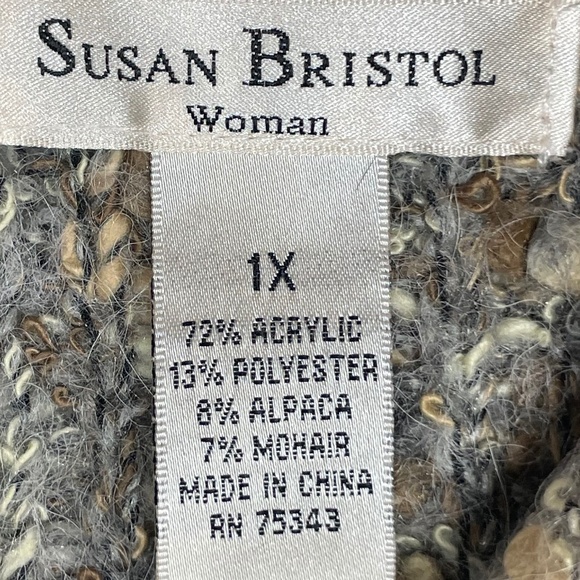 SUSAN BRISTOL
Woman
1X
72% ACRYLIC
13% POLYESTER
8% ALPACA
7% MOHAIR
MADE IN CHINA
RN 75343